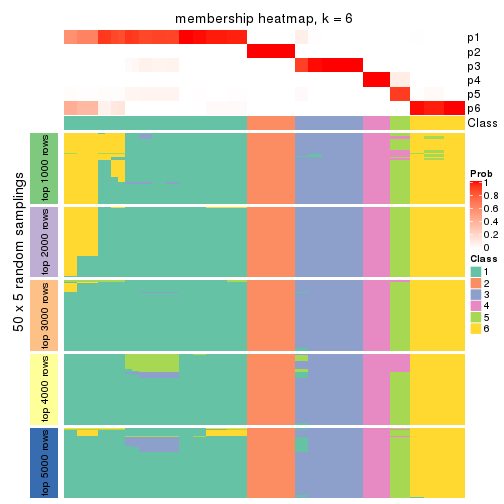 membership heatmap, k = 6
p1
p2
p3
p4
p5
p6
Class
50 x 5 random samplings
top 1000 rows
top 2000 rows
top 3000 rows
top 4000 rows
top 5000 rows
Prob
1
0.8
0.6
0.4
0.2
0
Class
1
2
3
4
5
6